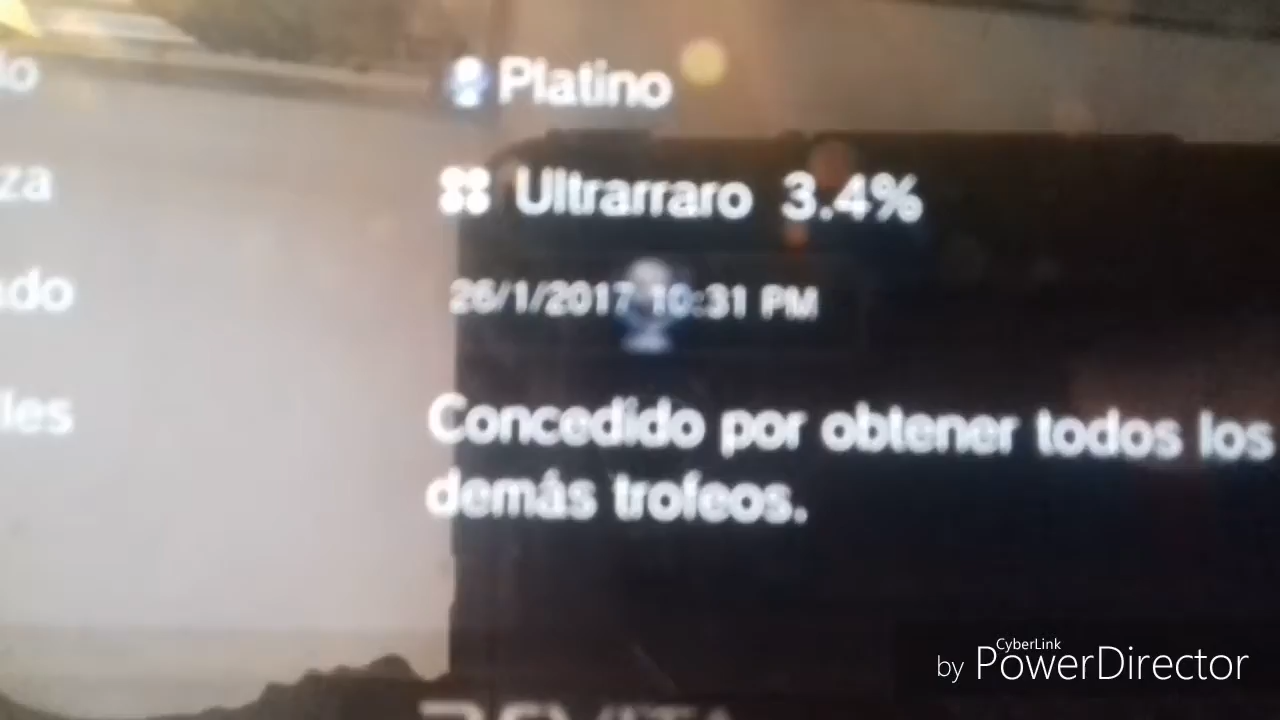 Platino
Ultrarraro 3.4%
26/1/2017 10:31 PM
Concedido por obtener todos los
demás trofeos.
CyberLink
by PowerDirector